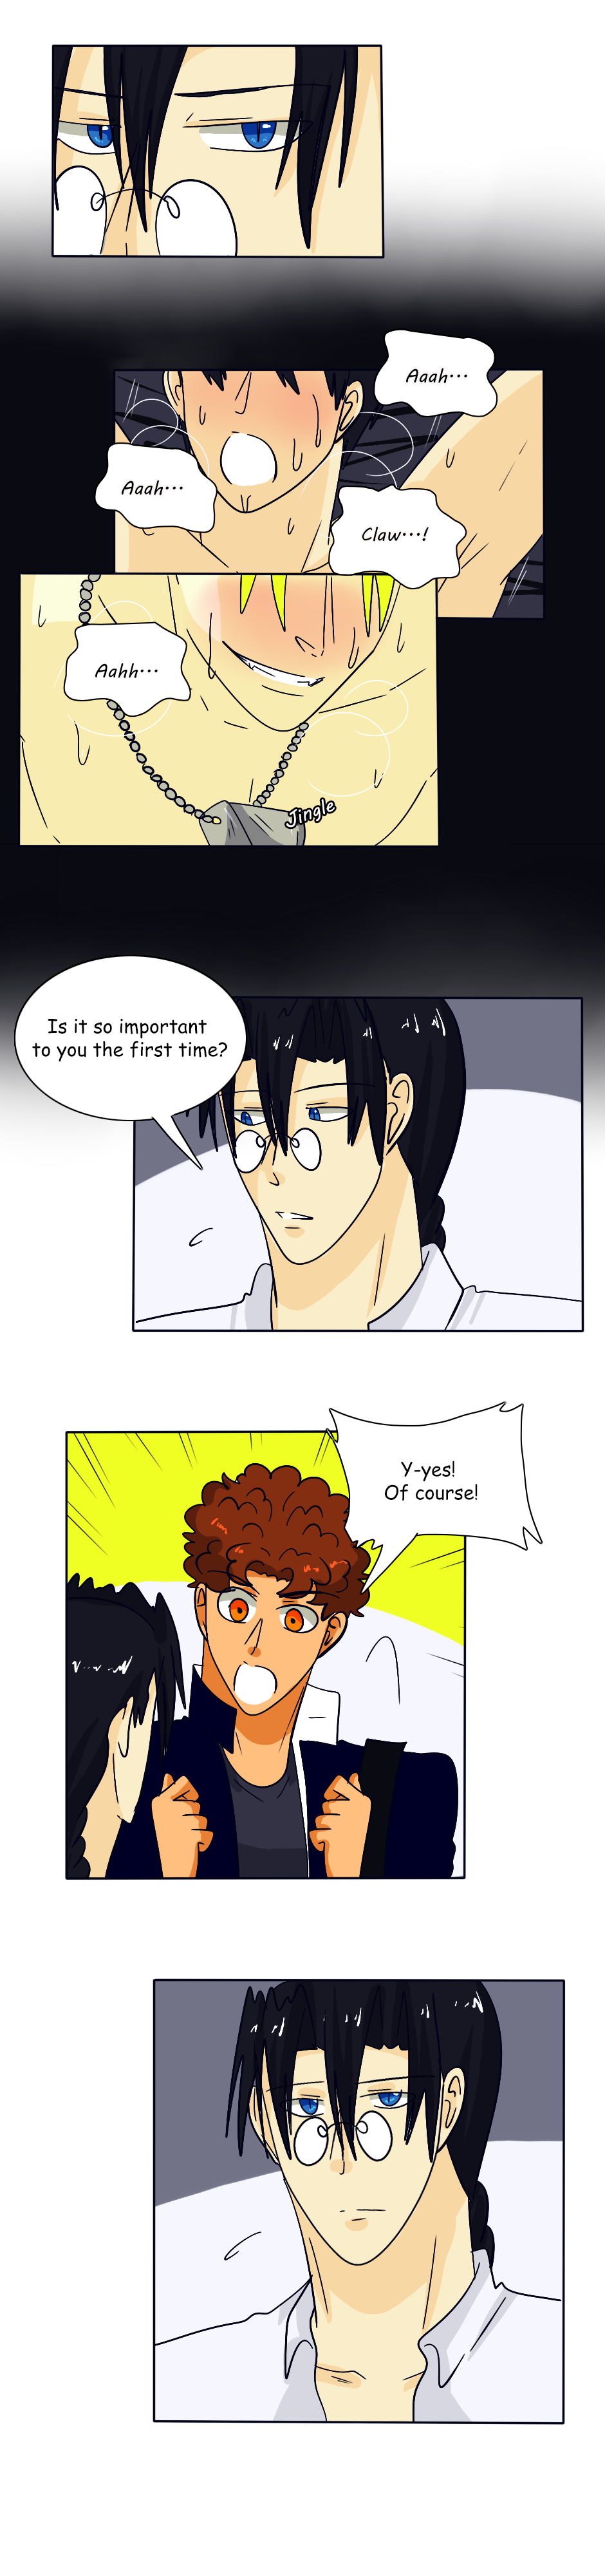 Aaah...
Aaah...
Claw...!
Aahh...
Jingle
Is it so important
to you the first time?
Y-yes!
Of course!